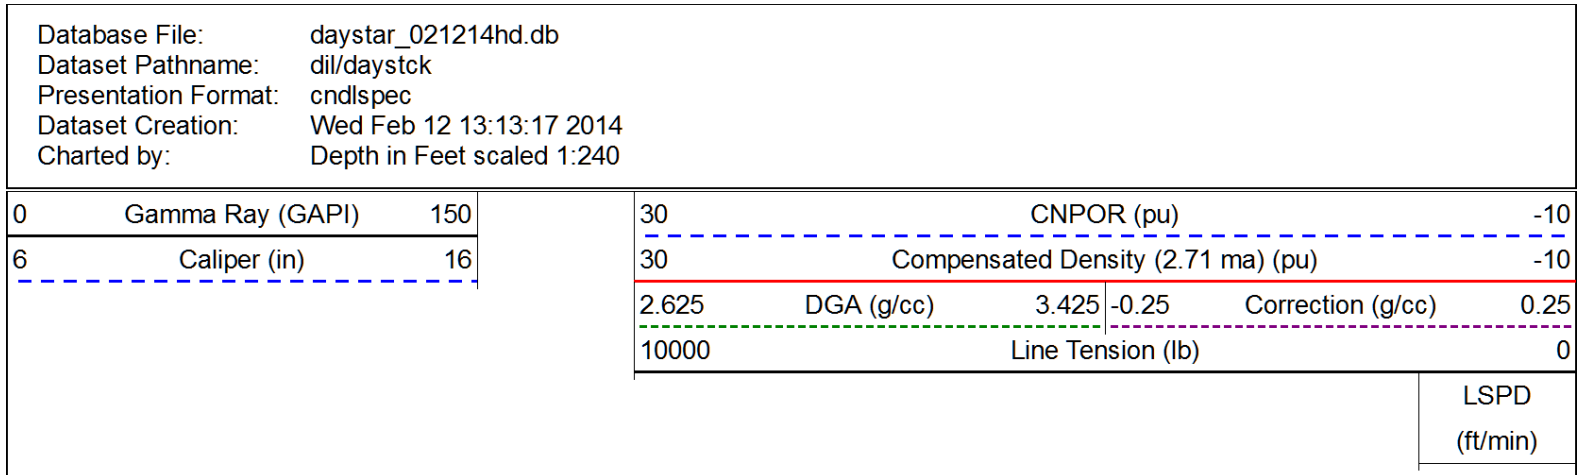 Database File: daystar_021214hd.db
Dataset Pathname: dil/daystck
Presentation Format: cndlspec
Dataset Creation: Wed Feb 12 13:13:17 2014
Charted by: Depth in Feet scaled 1:240
0 Gamma Ray (GAPI) 150 30 CNPOR (pu) -10
6 Caliper (in) 16 30 Compensated Density (2.71 ma) (pu) -10
2.625 DGA (g/cc) 3.425 -0.25 Correction (g/cc) 0.25
10000 Line Tension (lb) 0
LSPD
(ft/min)